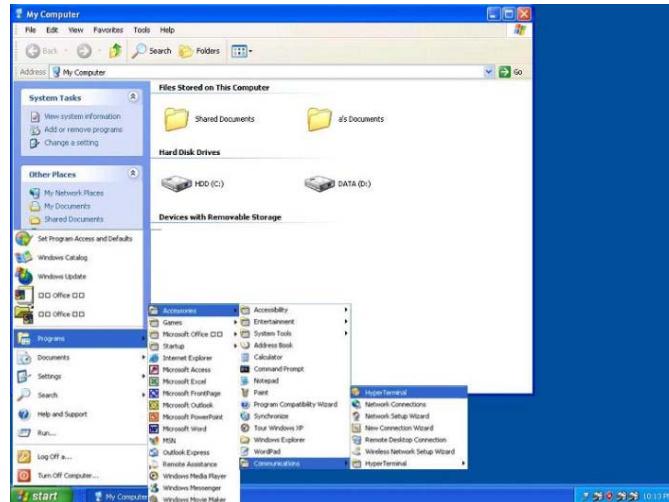 My Computer
File Edit View Favorites Tools Help
Back Search Folders
Address My Computer Go
System Tasks
View system information
Add or remove programs
Change a setting
Other Places
My Network Places
My Documents
Shared Documents
Files Stored on This Computer
Shared Documents a's Documents
Hard Disk Drives
HDD (C:) DATA (D:)
Devices with Removable Storage
Set Program Access and Defaults
Windows Catalog
Windows Update
□□ Office □□
□□ Office □□
Programs
Documents
Settings
Search
Help and Support
Run...
Log Off a...
Turn Off Computer...
Accessories
Games
Microsoft Office □□
Startup
Internet Explorer
Microsoft Access
Microsoft Excel
Microsoft FrontPage
Microsoft Outlook
Microsoft PowerPoint
Microsoft Word
MSN
Outlook Express
Remote Assistance
Windows Media Player
Windows Messenger
Windows Movie Maker
Accessibility
Entertainment
System Tools
Address Book
Calculator
Command Prompt
Notepad
Paint
Program Compatibility Wizard
Synchronize
Tour Windows XP
Windows Explorer
WordPad
Communications
HyperTerminal
Network Connections
Network Setup Wizard
New Connection Wizard
Remote Desktop Connection
Wireless Network Setup Wizard
HyperTerminal
start My Computer 10:13 PM